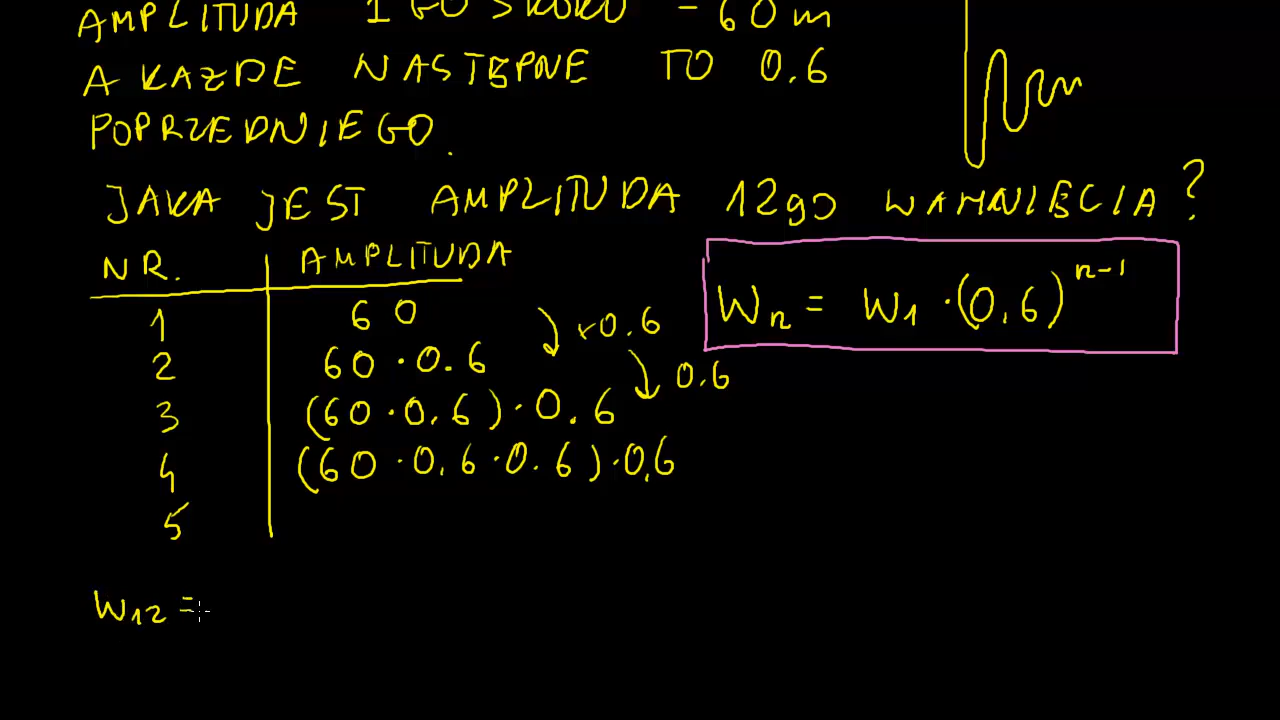 AMPLITUDA 1GO SKOKU - 60 m
A KAŻDE NASTĘPNE TO 0.6
POPRZEDNIEGO.
JAKA JEST AMPLITUDA 12go WAHNIĘCIA?
NR. AMPLITUDA
1 60
2 60 · 0.6
3 (60 · 0.6) · 0.6
4 (60 · 0.6 · 0.6) · 0.6
5
×0.6
0.6
Wn = W1 · (0,6)^n-1
W12 =